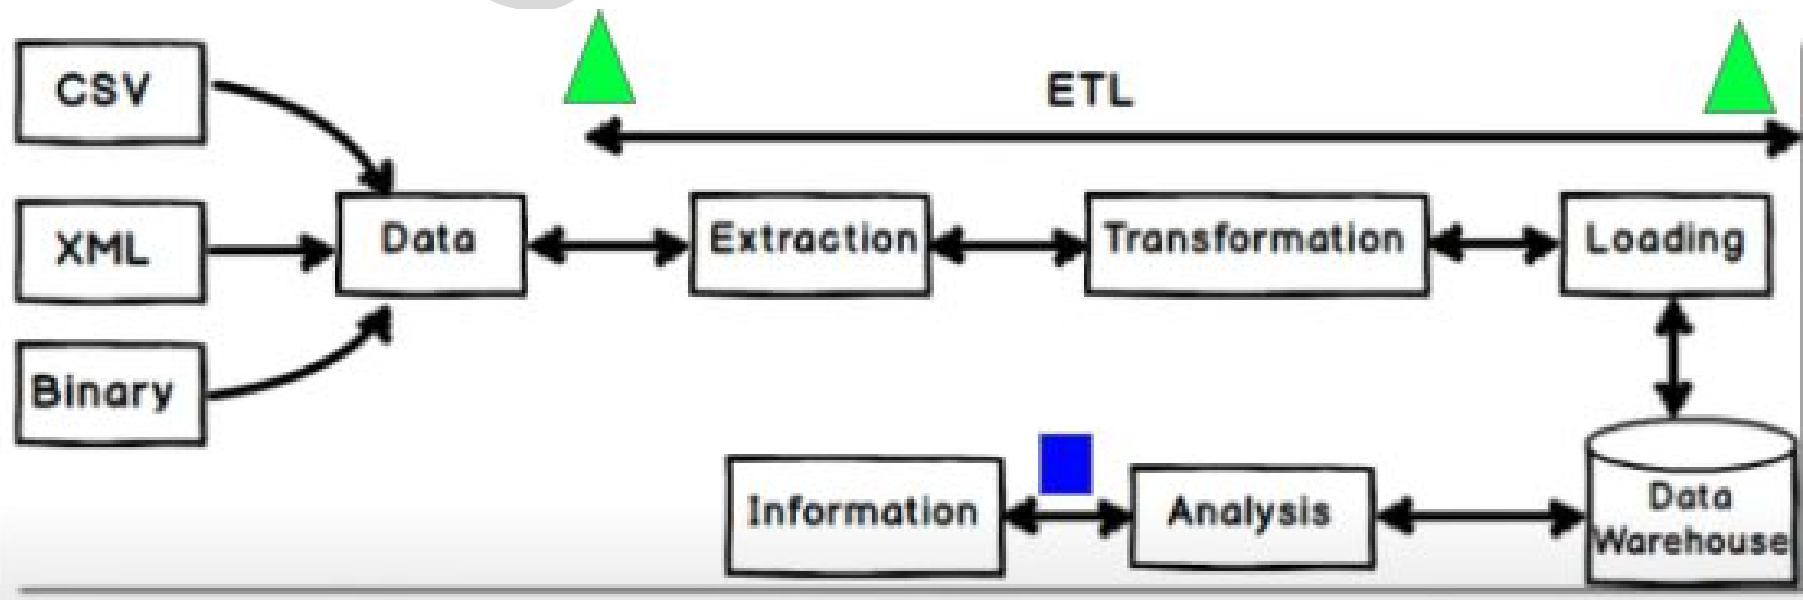 CSV
ETL
XML
Data
Extraction
Transformation
Loading
Binary
Information
Analysis
Data
Warehouse